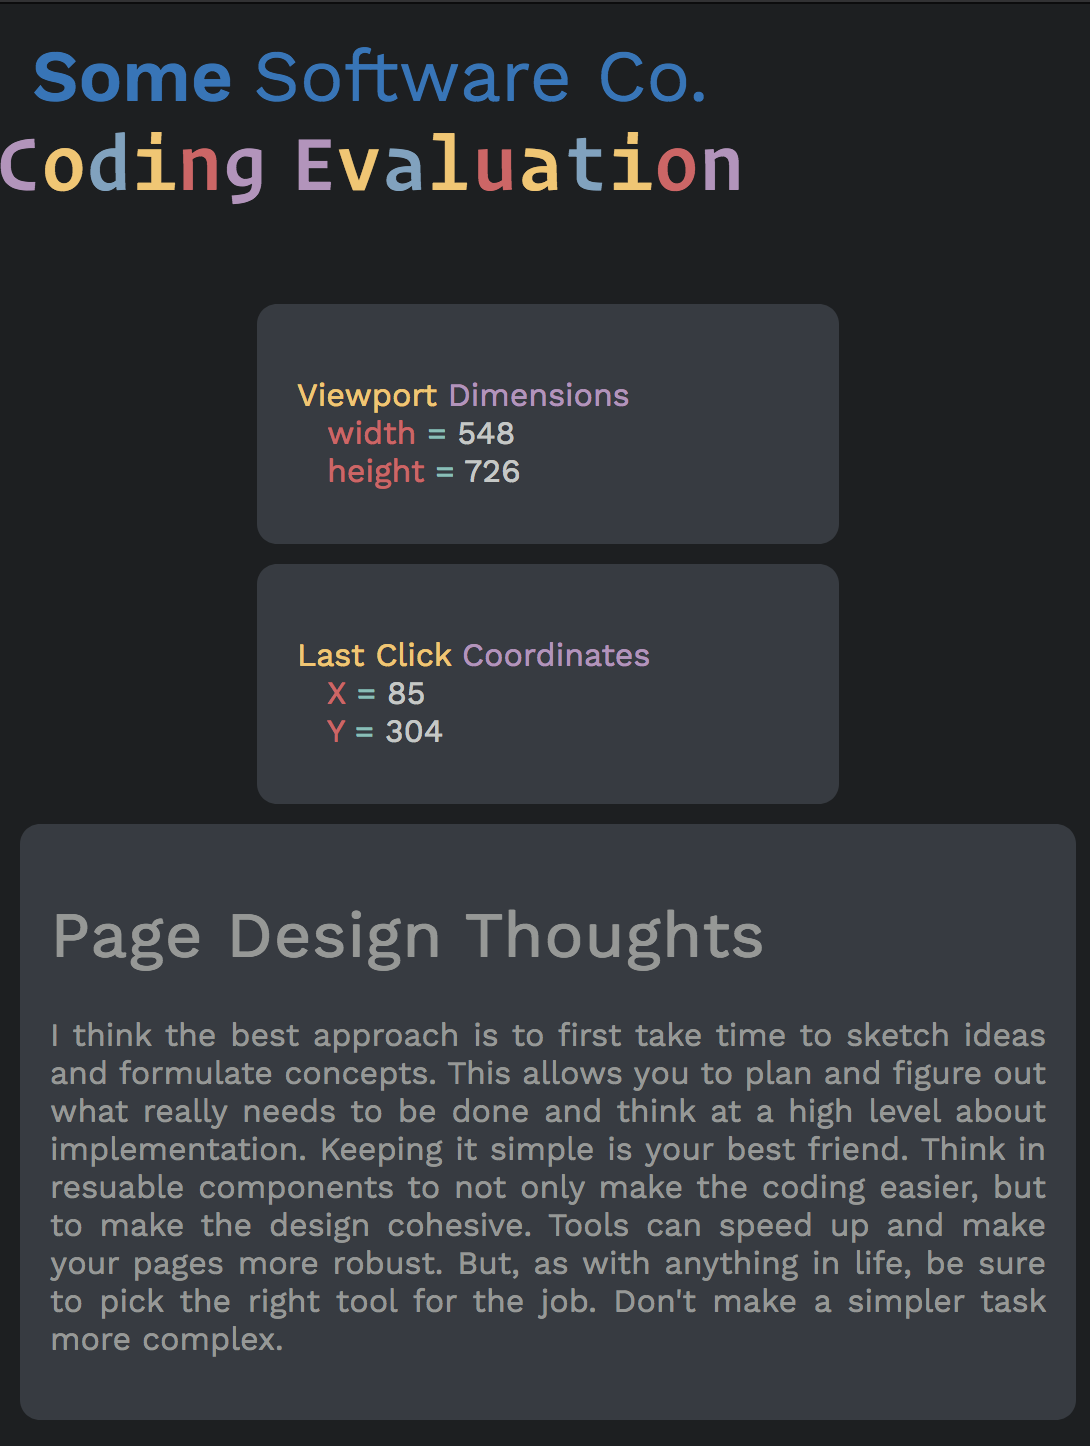 Some Software Co.
Coding Evaluation
Viewport Dimensions
width = 548
height = 726
Last Click Coordinates
X = 85
Y = 304
Page Design Thoughts
I think the best approach is to first take time to sketch ideas
and formulate concepts. This allows you to plan and figure out
what really needs to be done and think at a high level about
implementation. Keeping it simple is your best friend. Think in
resuable components to not only make the coding easier, but
to make the design cohesive. Tools can speed up and make
your pages more robust. But, as with anything in life, be sure
to pick the right tool for the job. Don't make a simpler task
more complex.